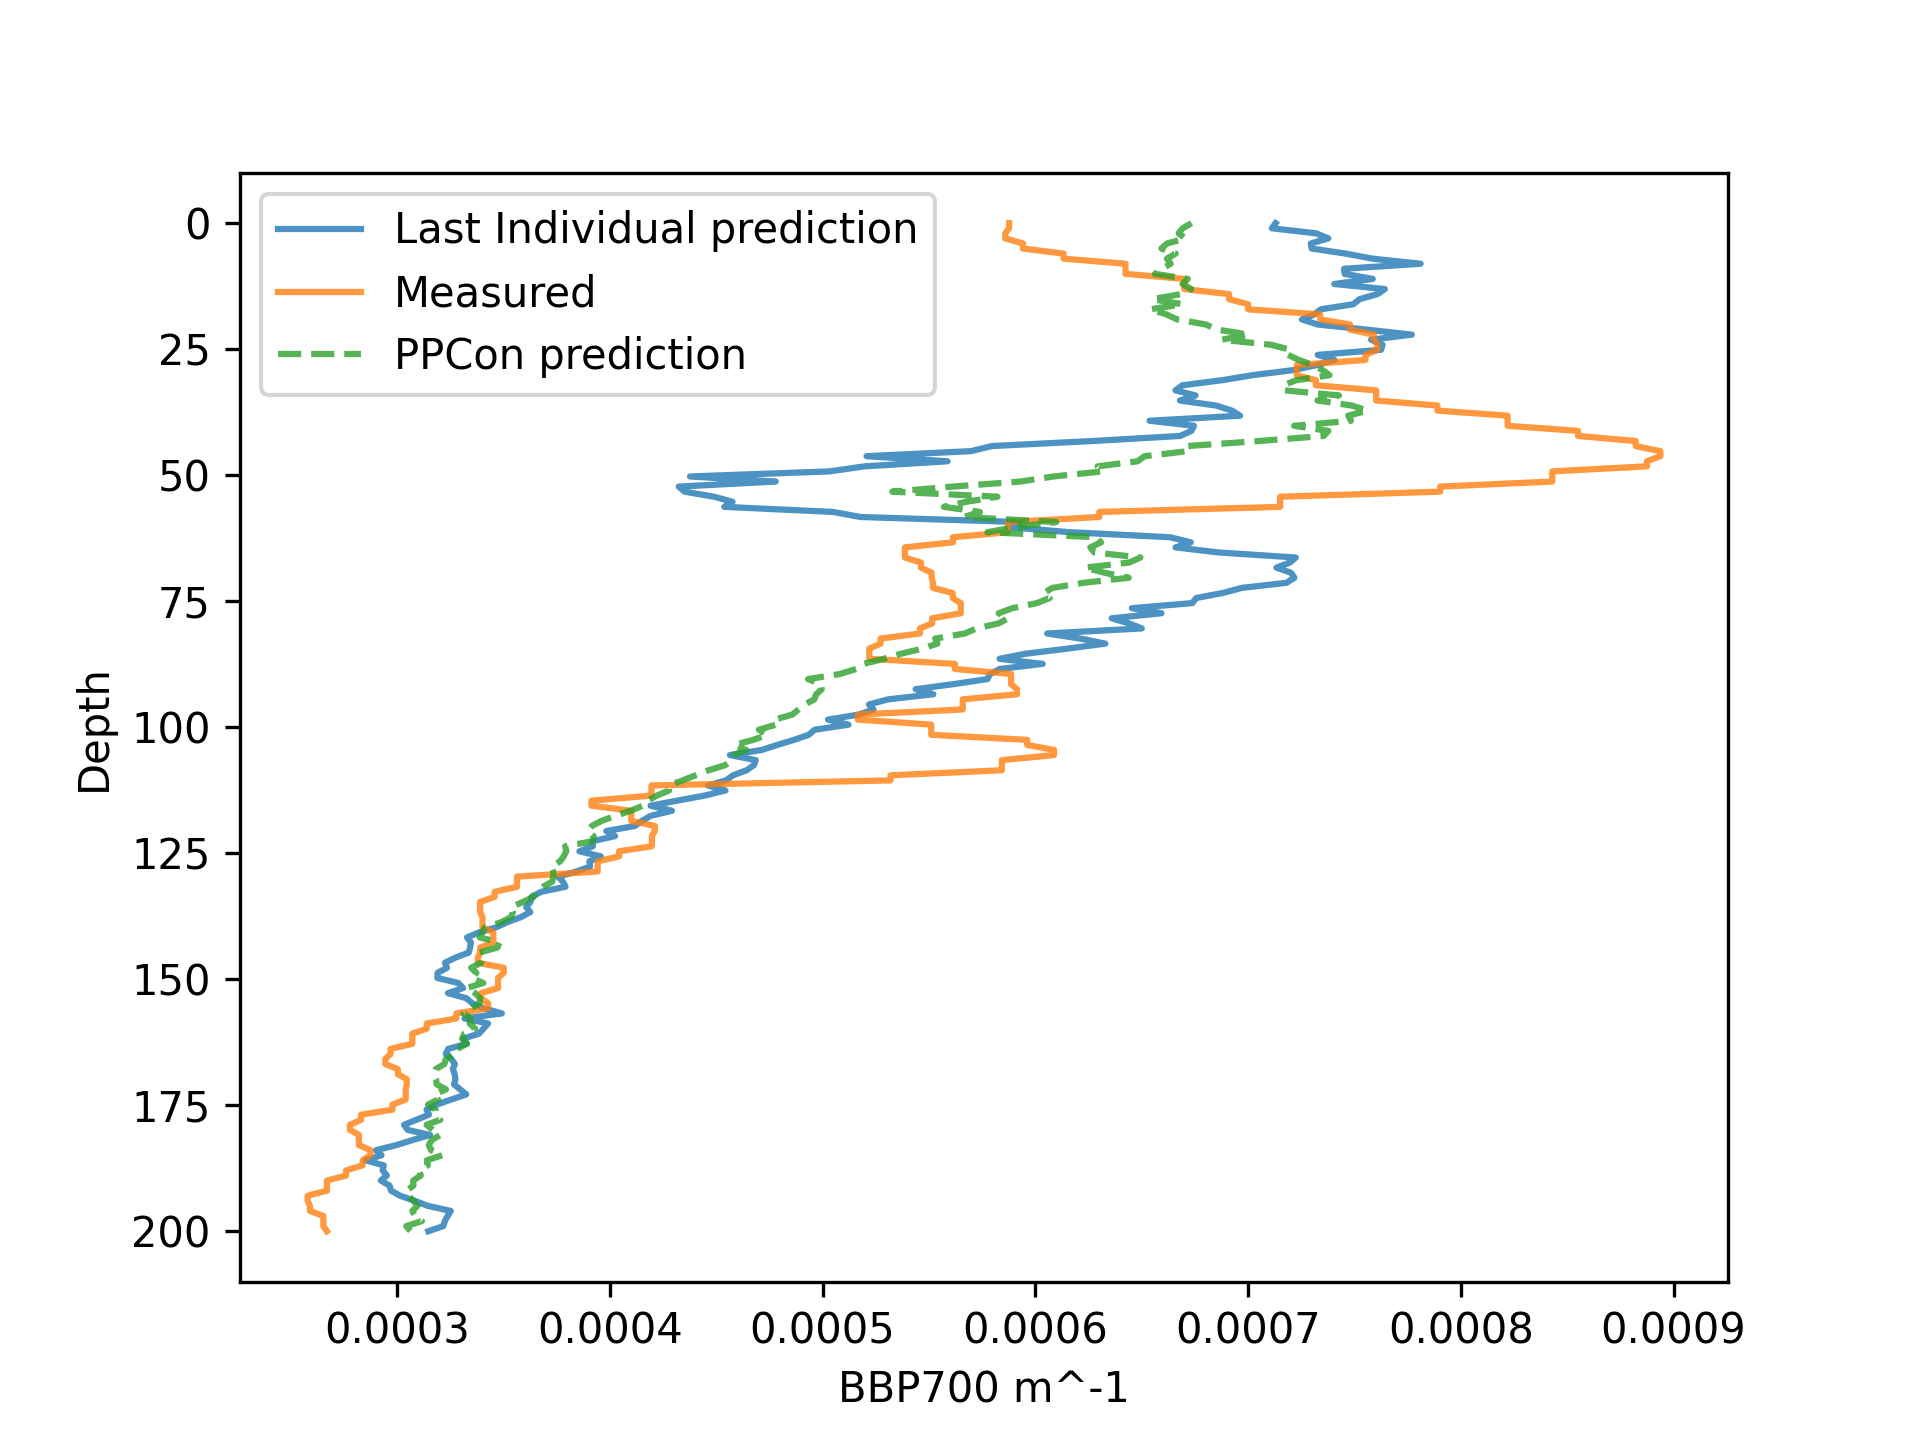 Last Individual prediction
Measured
PPCon prediction
0
25
50
75
100
125
150
175
200
Depth
0.0003 0.0004 0.0005 0.0006 0.0007 0.0008 0.0009
BBP700 m^-1